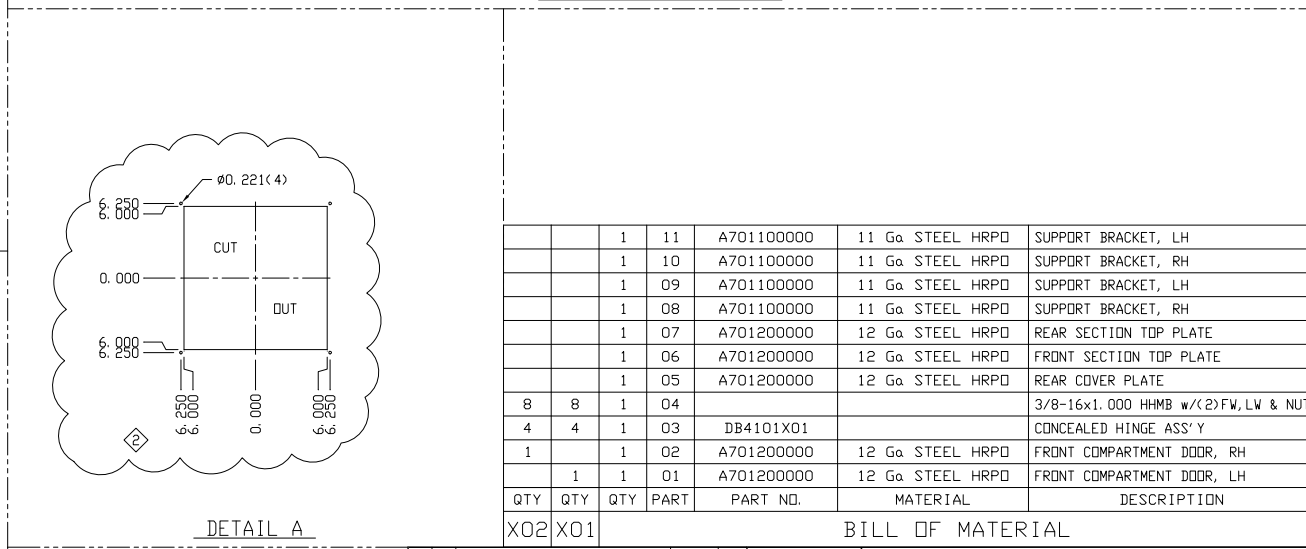 ø0.221(4)
6.250
6.000
CUT
0.000
OUT
6.000
6.250
6.250
6.000
0.000
6.000
6.250
2
DETAIL A
1 11 A701100000 11 Ga STEEL HRPO SUPPORT BRACKET, LH
1 10 A701100000 11 Ga STEEL HRPO SUPPORT BRACKET, RH
1 09 A701100000 11 Ga STEEL HRPO SUPPORT BRACKET, LH
1 08 A701100000 11 Ga STEEL HRPO SUPPORT BRACKET, RH
1 07 A701200000 12 Ga STEEL HRPO REAR SECTION TOP PLATE
1 06 A701200000 12 Ga STEEL HRPO FRONT SECTION TOP PLATE
1 05 A701200000 12 Ga STEEL HRPO REAR COVER PLATE
8 8 1 04 3/8-16x1.000 HHMB w/(2)FW,LW & NUT
4 4 1 03 DB4101X01 CONCEALED HINGE ASS'Y
1 1 02 A701200000 12 Ga STEEL HRPO FRONT COMPARTMENT DOOR, RH
1 1 01 A701200000 12 Ga STEEL HRPO FRONT COMPARTMENT DOOR, LH
QTY QTY QTY PART PART NO. MATERIAL DESCRIPTION
X02 X01 BILL OF MATERIAL